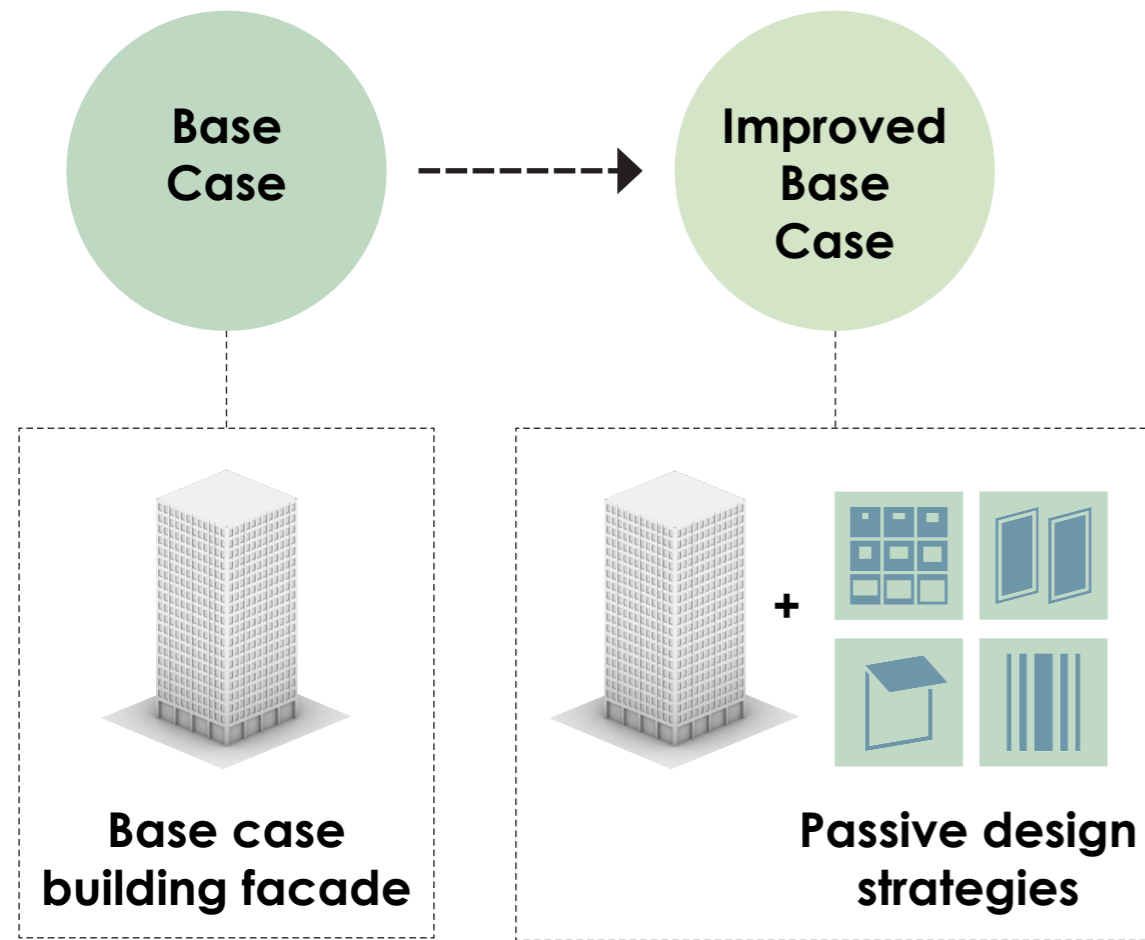 Base
Case
Improved
Base
Case
Base case
building facade
+
Passive design
strategies